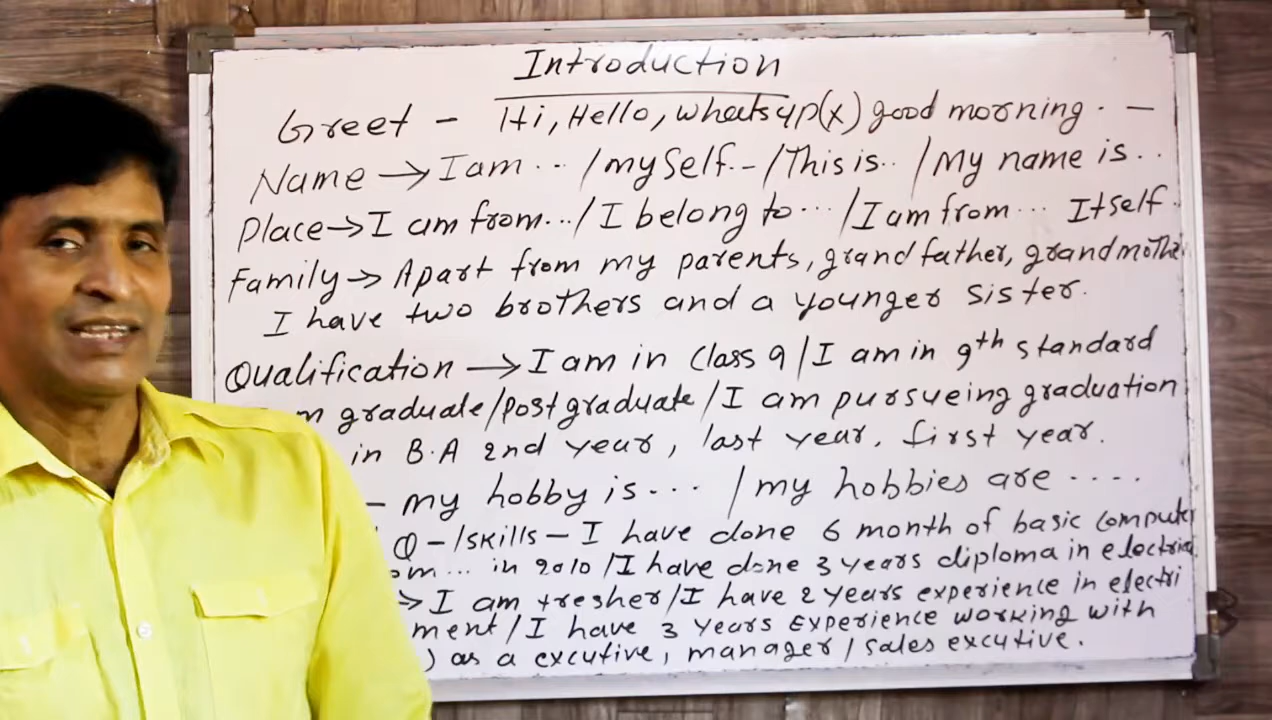 Introduction
Greet - Hi, Hello, whatsup(x) good morning. -
Name → I am... /myself.. /This is.. /My name is..
Place → I am from.../I belong to... /I am from... Itself.
Family → Apart from my parents, grand father, grandmothe
I have two brothers and a younger sister.
Qualification → I am in class 9/I am in 9th standard
m graduate/postgraduate/I am pursueing graduation
in B.A 2nd year, last year, first year.
- my hobby is.... /my hobbies are ....
Q-/skills- I have done 6 month of basic compute
om... in 2010/I have done 3 years diploma in electric
→ I am fresher/I have 2 years experience in electri
ment/I have 3 years Experience working with
) as a excutive, manager/sales excutive.